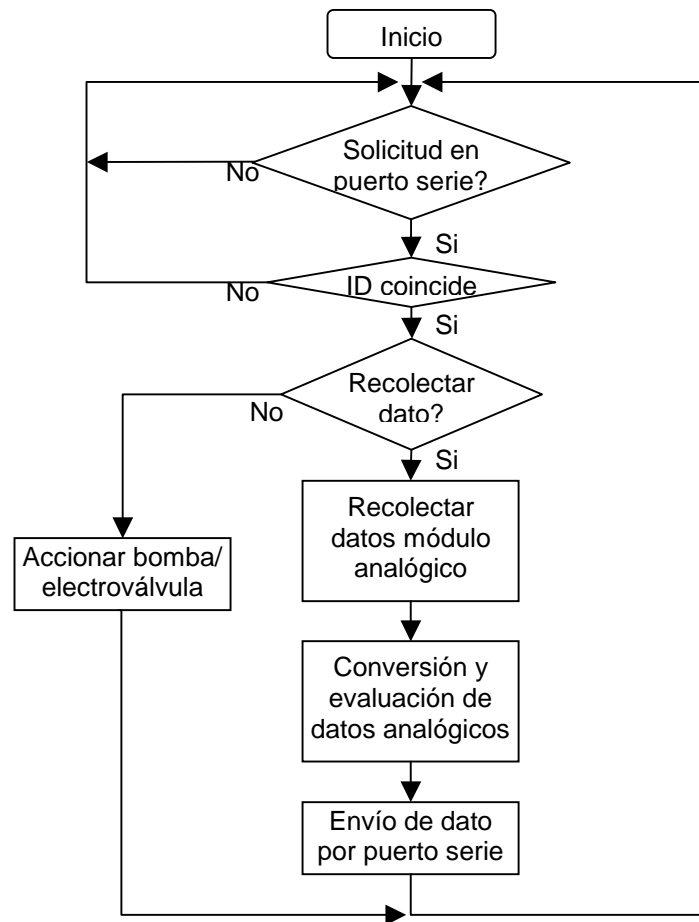 Inicio
Solicitud en
puerto serie?
No
Si
ID coincide
No
Si
Recolectar
dato?
No
Si
Recolectar
datos módulo
analógico
Accionar bomba/
electroválvula
Conversión y
evaluación de
datos analógicos
Envío de dato
por puerto serie